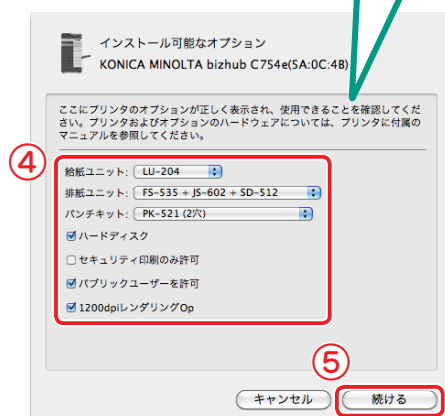 インストール可能なオプション
KONICA MINOLTA bizhub C754e(5A:0C:4B)
ここにプリンタのオプションが正しく表示され、使用できることを確認してくだ
さい。プリンタおよびオプションのハードウェアについては、プリンタに付属の
マニュアルを参照してください。
④
給紙ユニット: LU-204
排紙ユニット: FS-535 + JS-602 + SD-512
パンチキット: PK-521 (2穴)
ハードディスク
セキュリティ印刷のみ許可
パブリックユーザーを許可
1200dpiレンダリングOp
⑤
キャンセル 続ける